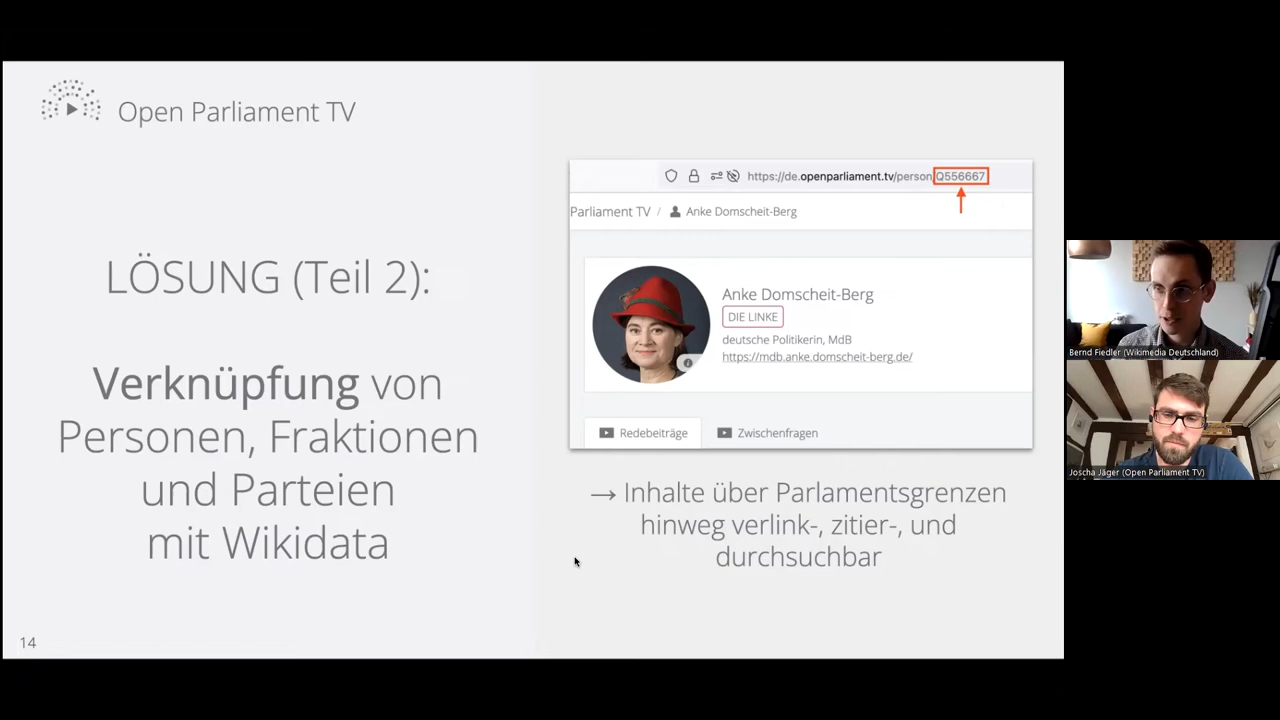 Open Parliament TV
LÖSUNG (Teil 2):
Verknüpfung von
Personen, Fraktionen
und Parteien
mit Wikidata
14
https://de.openparliament.tv/person/Q556667
Parliament TV / Anke Domscheit-Berg
Anke Domscheit-Berg
DIE LINKE
deutsche Politikerin, MdB
https://mdb.anke.domscheit-berg.de/
Redebeiträge Zwischenfragen
→ Inhalte über Parlamentsgrenzen
hinweg verlink-, zitier-, und
durchsuchbar
Bernd Fiedler (Wikimedia Deutschland)
Joscha Jäger (Open Parliament TV)